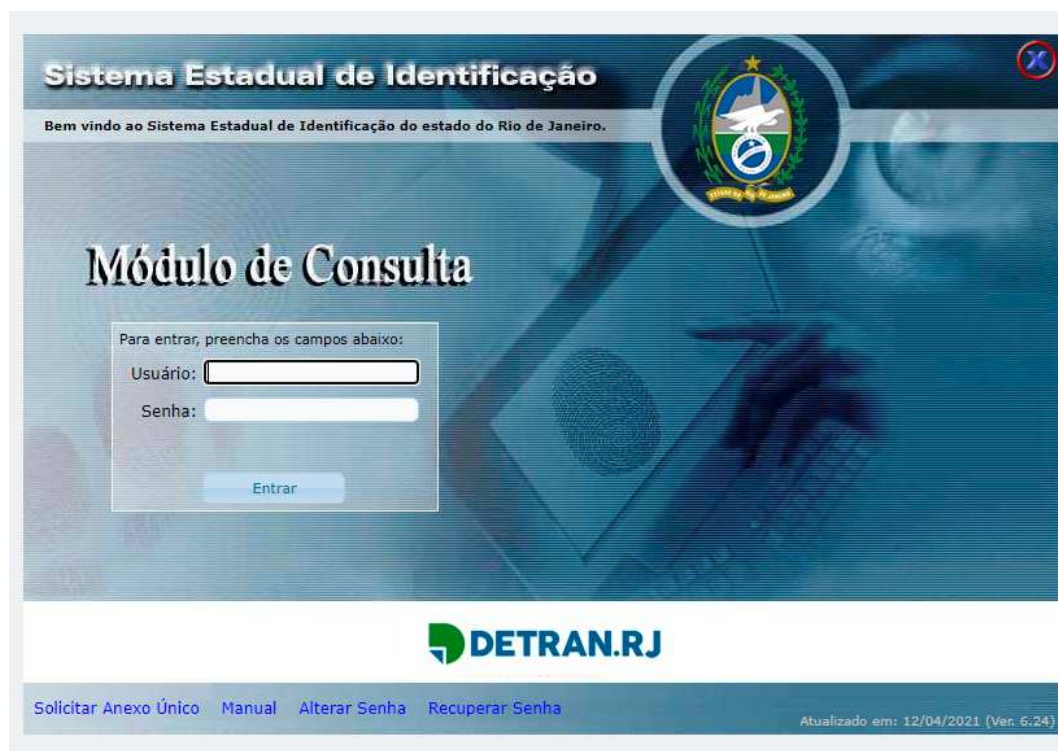 Sistema Estadual de Identificação
Bem vindo ao Sistema Estadual de Identificação do estado do Rio de Janeiro.
Módulo de Consulta
Para entrar, preencha os campos abaixo:
Usuário:
Senha:
Entrar
DETRAN.RJ
Solicitar Anexo Único Manual Alterar Senha Recuperar Senha
Atualizado em: 12/04/2021 (Ver. 6.24)